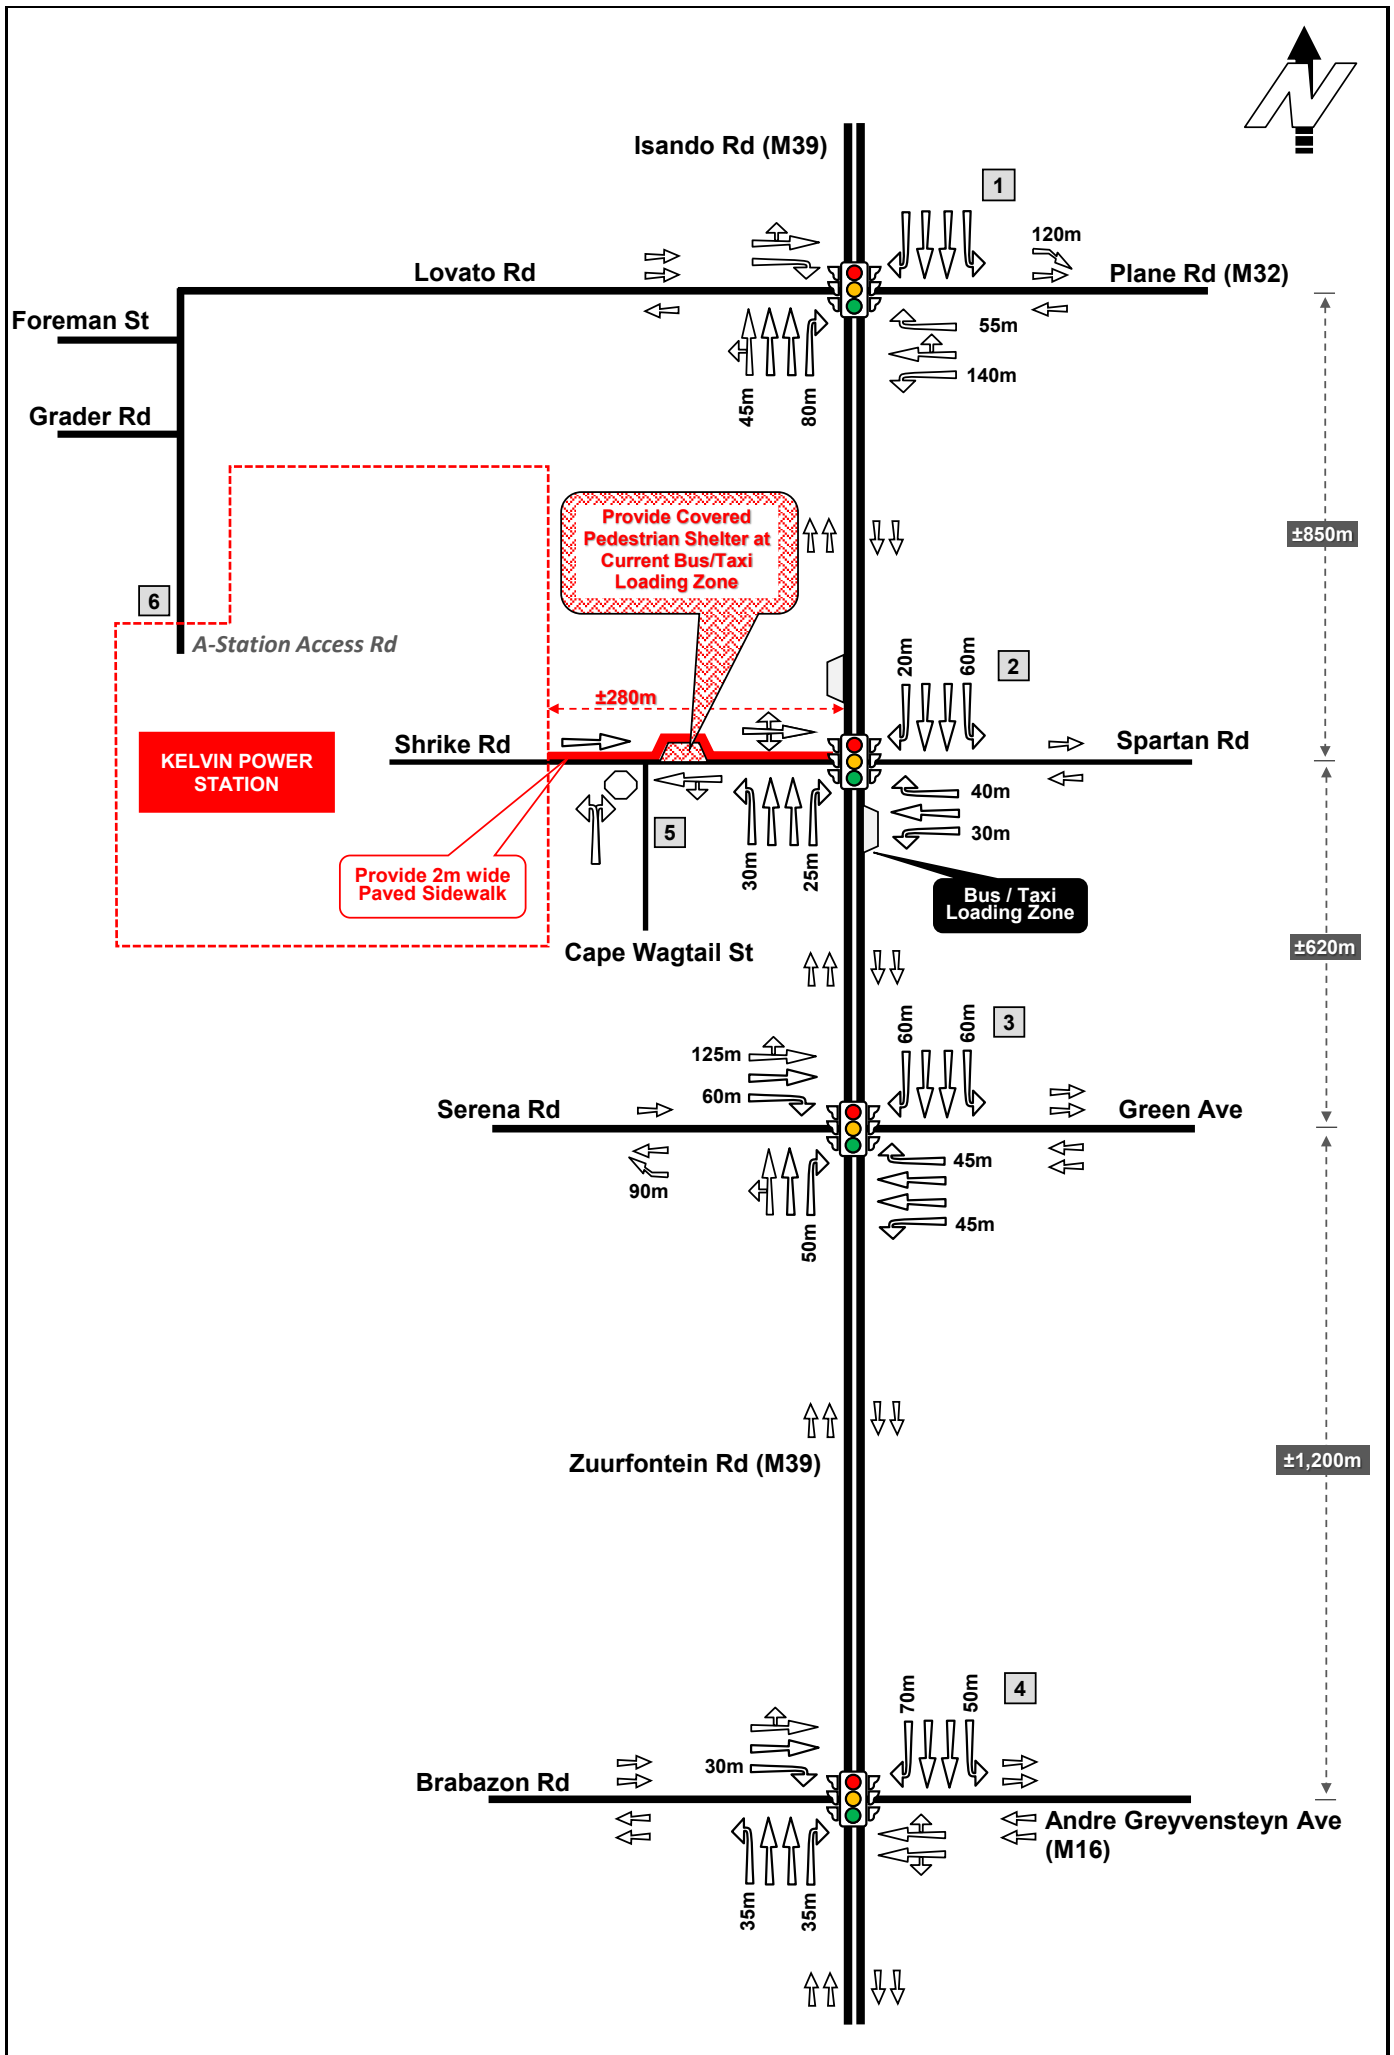 N
Isando Rd (M39)
1
120m
Lovato Rd
Plane Rd (M32)
Foreman St
55m
140m
45m
80m
Grader Rd
Provide Covered
Pedestrian Shelter at
Current Bus/Taxi
Loading Zone
±850m
6
A-Station Access Rd
20m
60m
2
±280m
Shrike Rd
Spartan Rd
KELVIN POWER
STATION
40m
30m
5
30m
25m
Provide 2m wide
Paved Sidewalk
Bus / Taxi
Loading Zone
Cape Wagtail St
±620m
60m
60m
3
125m
60m
Serena Rd
Green Ave
45m
90m
45m
50m
Zuurfontein Rd (M39)
±1,200m
70m
50m
4
30m
Brabazon Rd
Andre Greyvensteyn Ave
(M16)
35m
35m